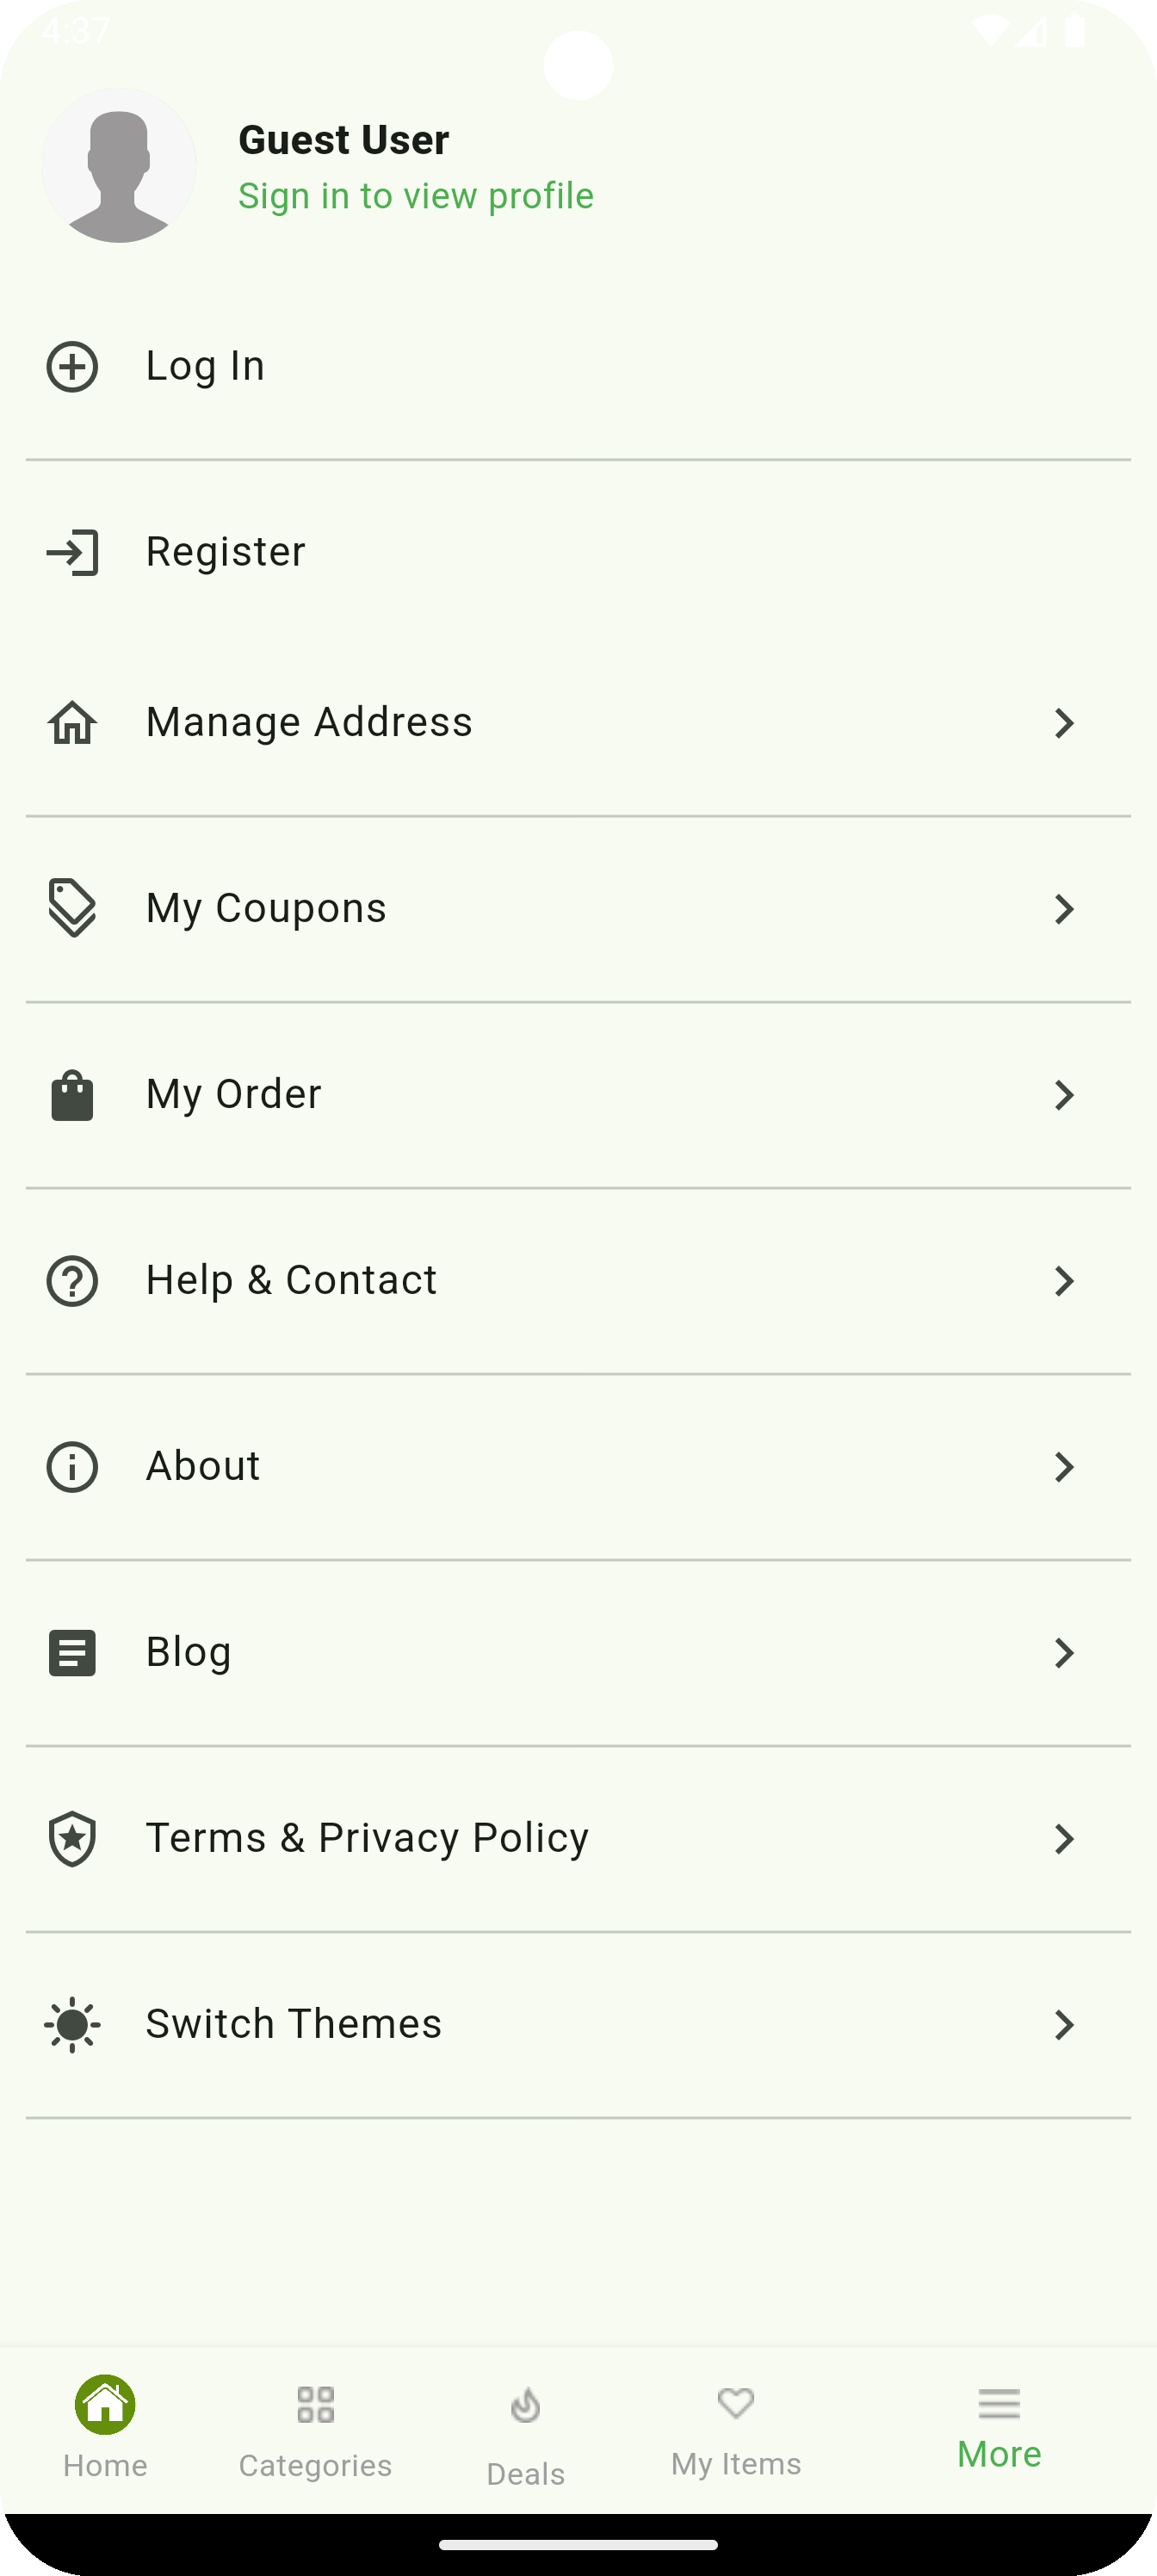 4:37
Guest User
Sign in to view profile
Log In
Register
Manage Address
My Coupons
My Order
Help & Contact
About
Blog
Terms & Privacy Policy
Switch Themes
Home
Categories
Deals
My Items
More